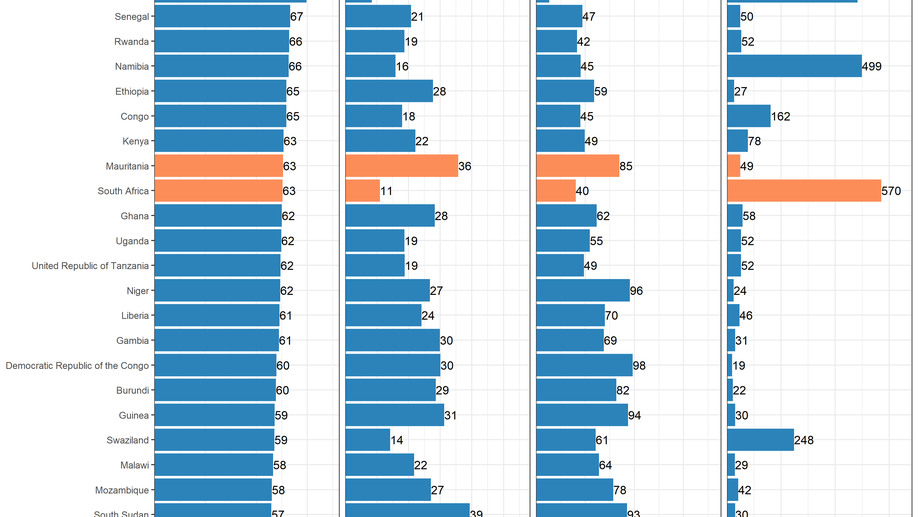 Senegal 67 21 47 50
Rwanda 66 19 42 52
Namibia 66 16 45 499
Ethiopia 65 28 59 27
Congo 65 18 45 162
Kenya 63 22 49 78
Mauritania 63 36 85 49
South Africa 63 11 40 570
Ghana 62 28 62 58
Uganda 62 19 55 52
United Republic of Tanzania 62 19 49 52
Niger 62 27 96 24
Liberia 61 24 70 46
Gambia 61 30 69 31
Democratic Republic of the Congo 60 30 98 19
Burundi 60 29 82 22
Guinea 59 31 94 30
Swaziland 59 14 61 248
Malawi 58 22 64 29
Mozambique 58 27 78 42
South Sudan 57 39 93 30